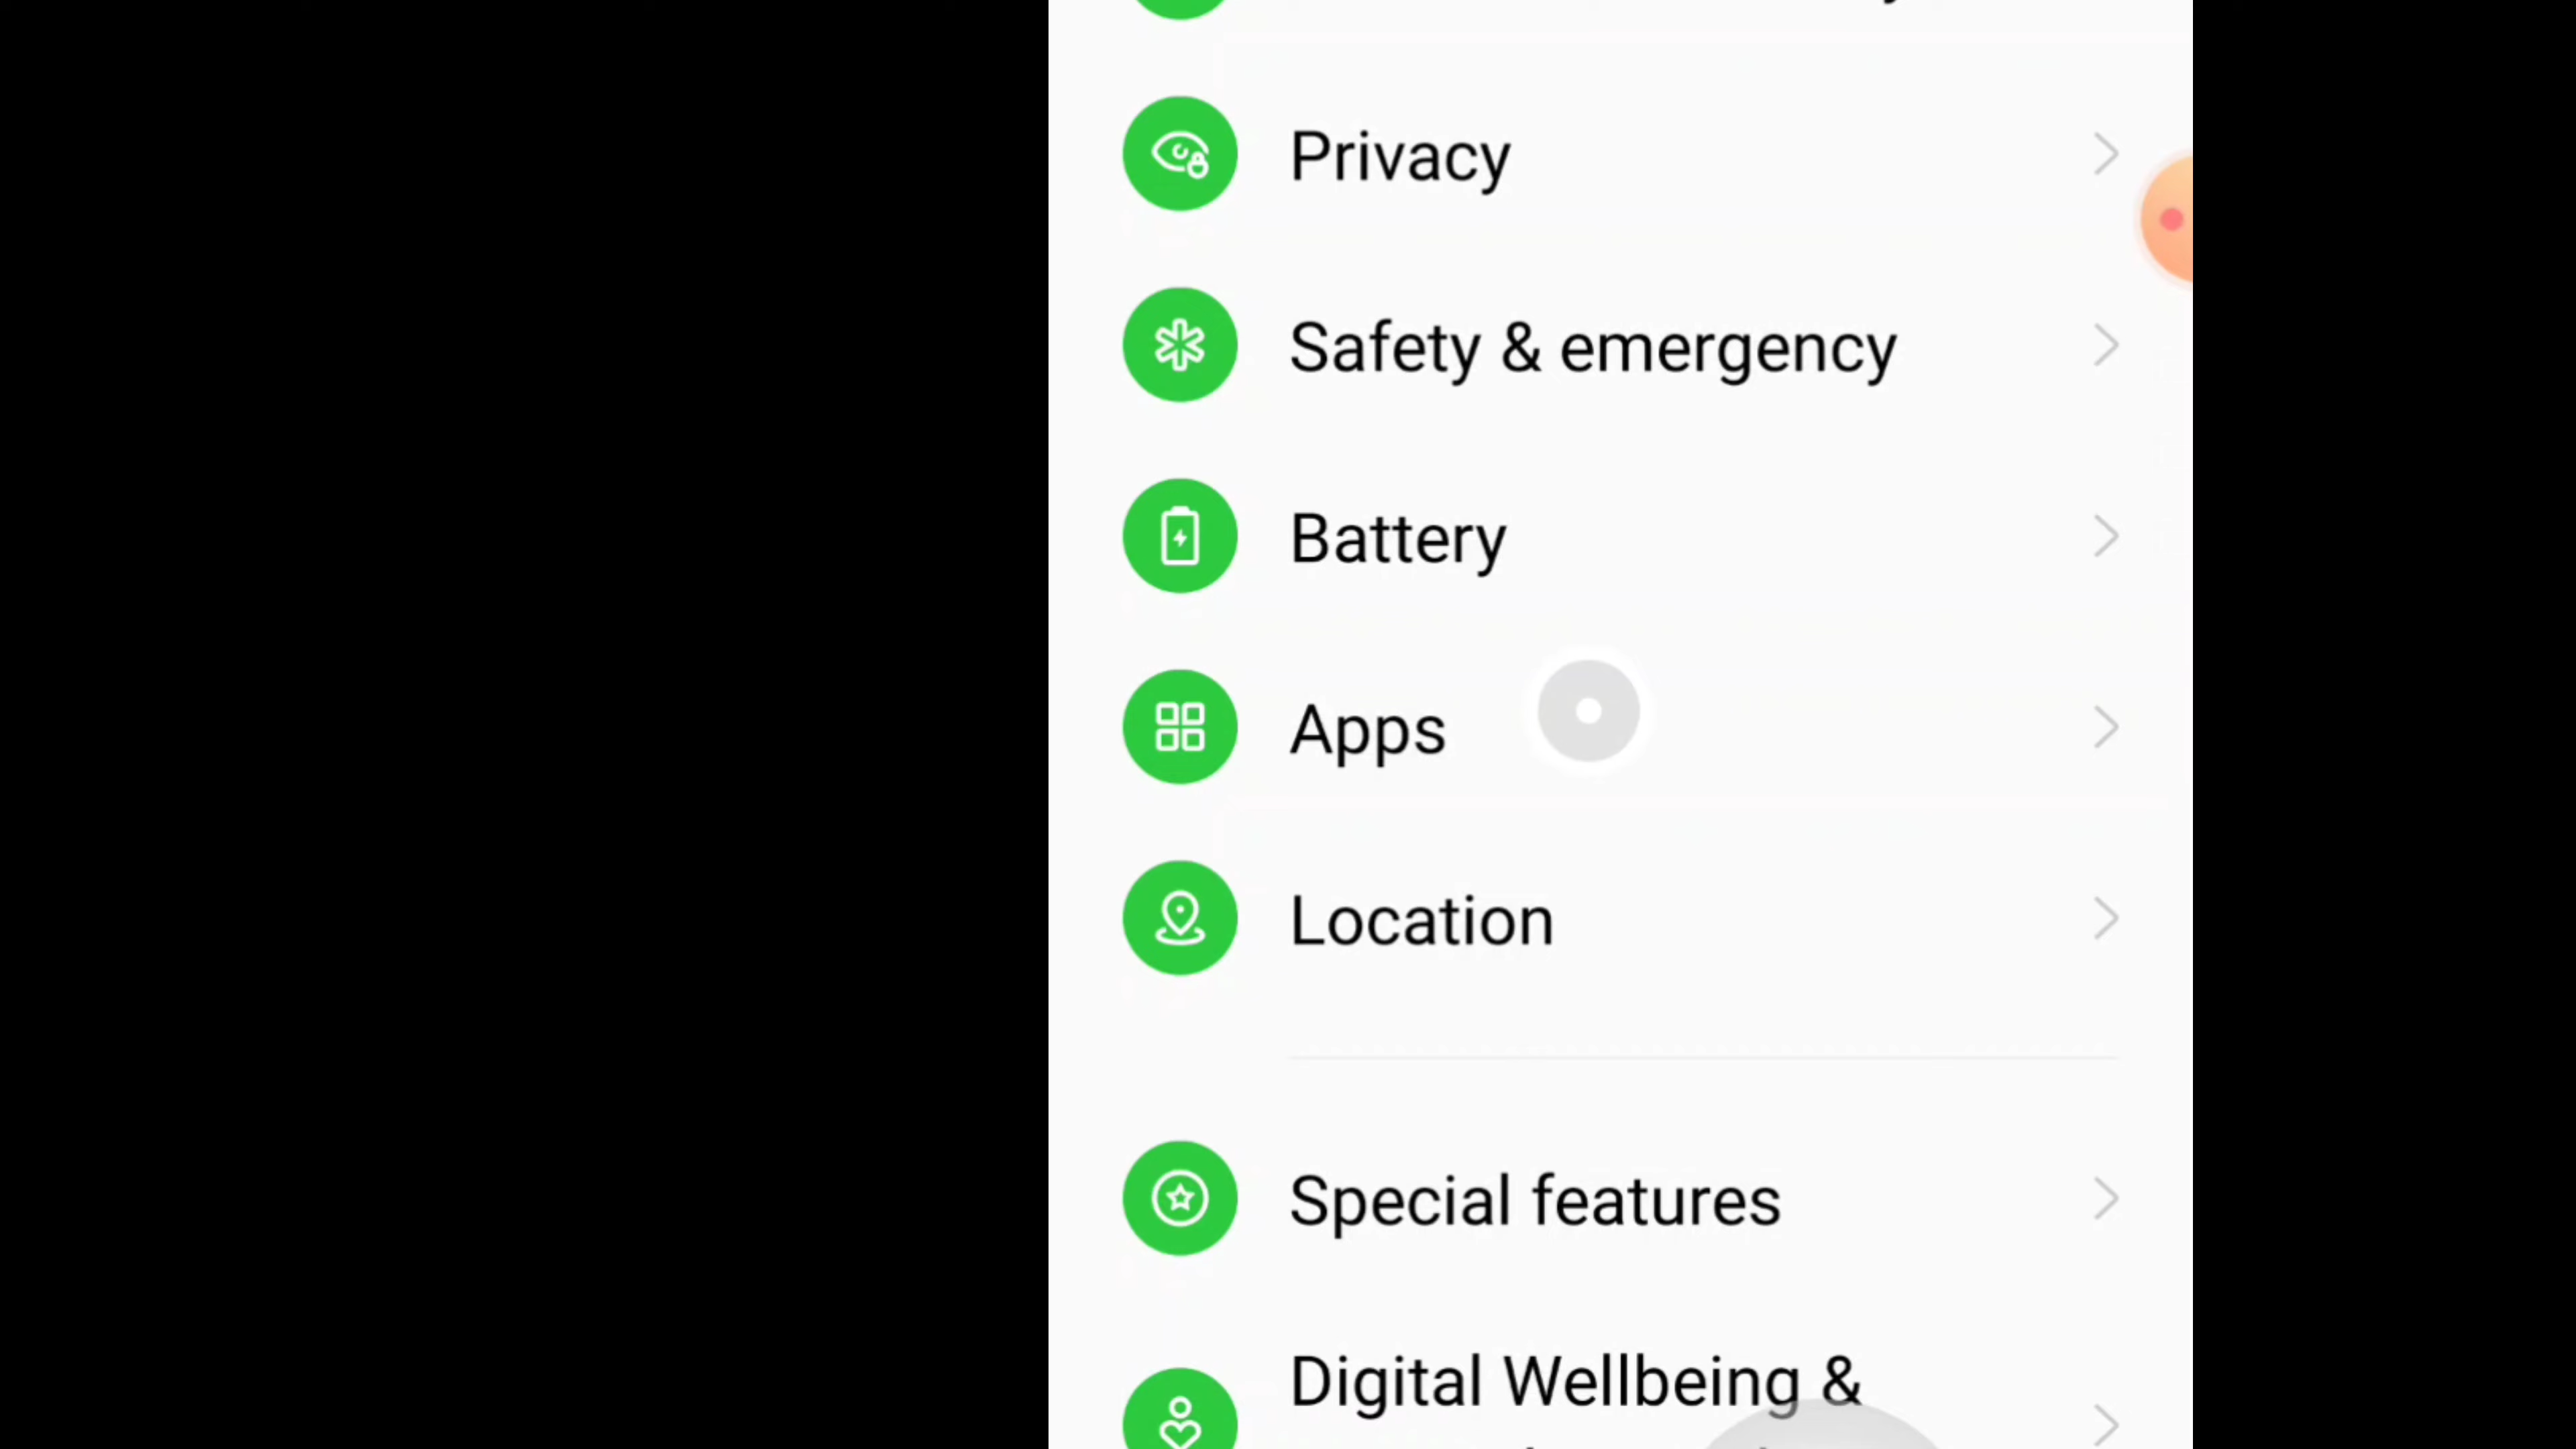 Privacy
Safety & emergency
Battery
Apps
Location
Special features
Digital Wellbeing &